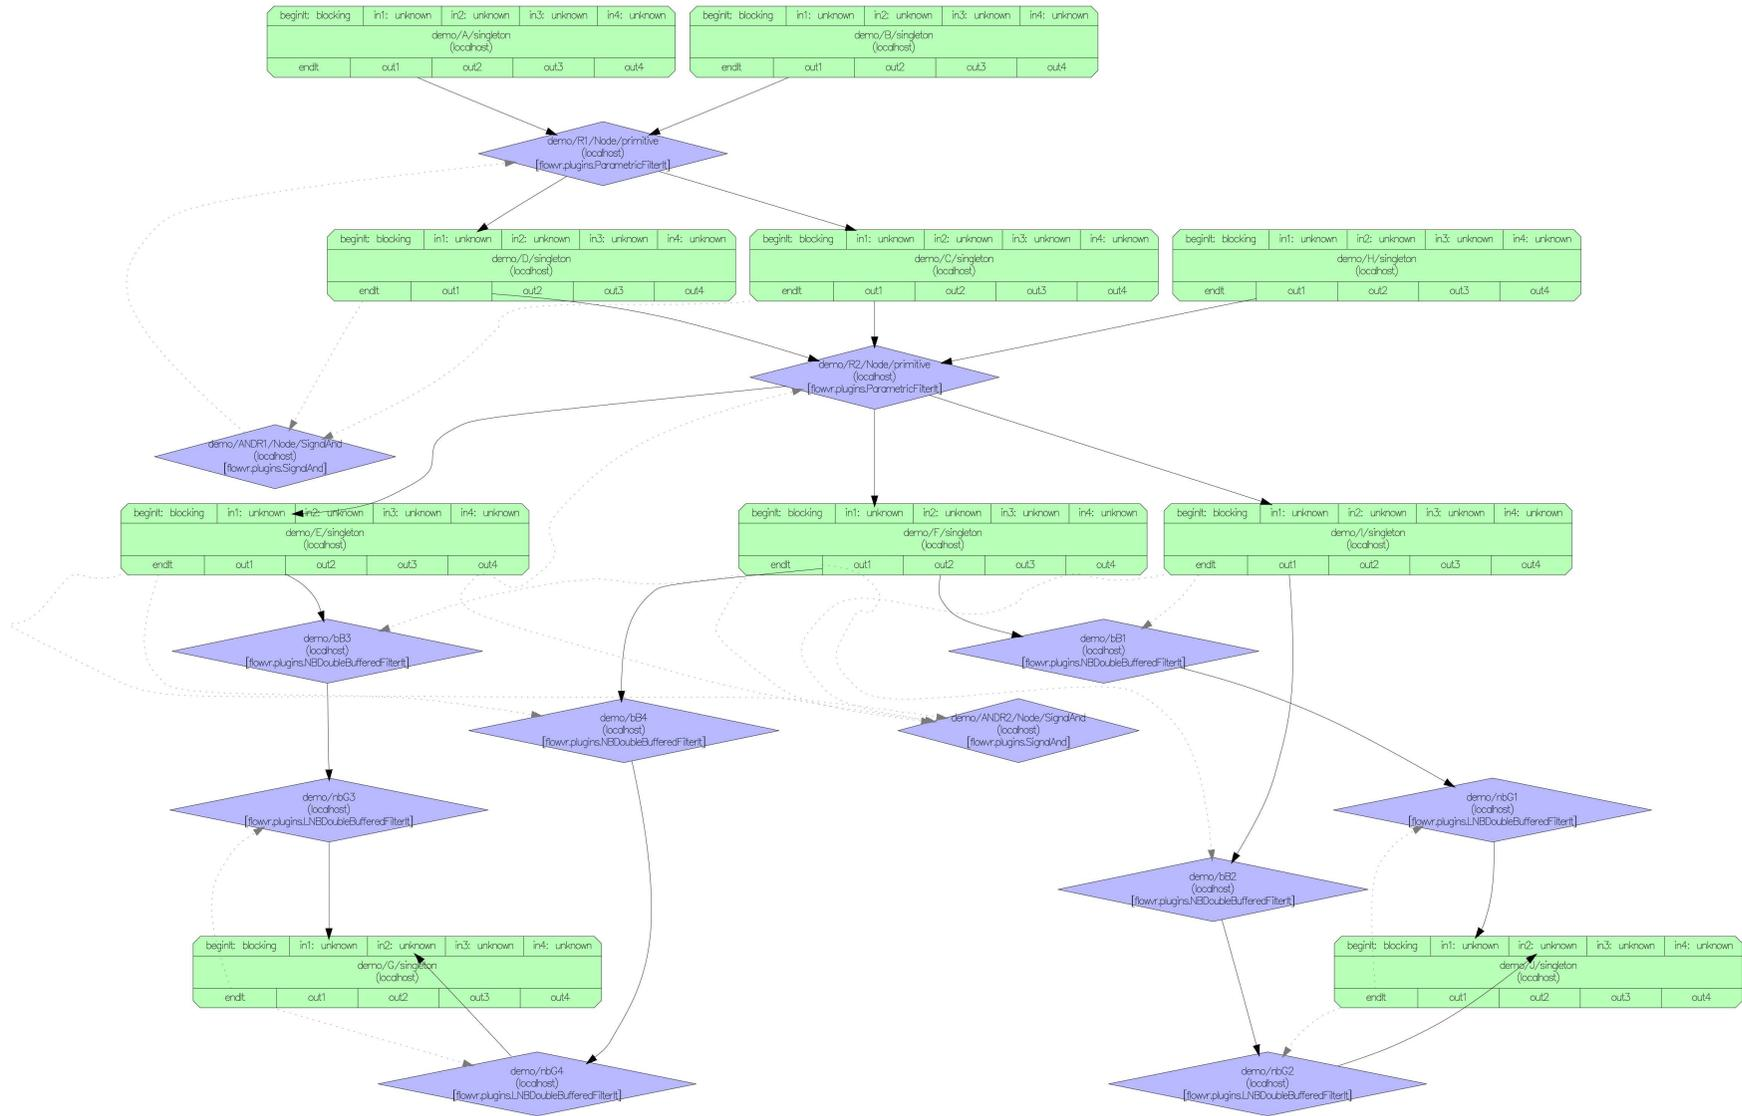 beginIt: blocking in1: unknown in2: unknown in3: unknown in4: unknown
demo/A/singleton
(localhost)
endIt out1 out2 out3 out4
beginIt: blocking in1: unknown in2: unknown in3: unknown in4: unknown
demo/B/singleton
(localhost)
endIt out1 out2 out3 out4
demo/R1/Node/primitive
(localhost)
[flowvr.plugins.ParametricFilterIt]
beginIt: blocking in1: unknown in2: unknown in3: unknown in4: unknown
demo/D/singleton
(localhost)
endIt out1 out2 out3 out4
beginIt: blocking in1: unknown in2: unknown in3: unknown in4: unknown
demo/C/singleton
(localhost)
endIt out1 out2 out3 out4
beginIt: blocking in1: unknown in2: unknown in3: unknown in4: unknown
demo/H/singleton
(localhost)
endIt out1 out2 out3 out4
demo/R2/Node/primitive
(localhost)
[flowvr.plugins.ParametricFilterIt]
demo/ANDR1/Node/SignalAnd
(localhost)
[flowvr.plugins.SignalAnd]
beginIt: blocking in1: unknown in2: unknown in3: unknown in4: unknown
demo/E/singleton
(localhost)
endIt out1 out2 out3 out4
beginIt: blocking in1: unknown in2: unknown in3: unknown in4: unknown
demo/F/singleton
(localhost)
endIt out1 out2 out3 out4
beginIt: blocking in1: unknown in2: unknown in3: unknown in4: unknown
demo/I/singleton
(localhost)
endIt out1 out2 out3 out4
demo/bB3
(localhost)
[flowvr.plugins.NBDoubleBufferedFilterIt]
demo/bB1
(localhost)
[flowvr.plugins.NBDoubleBufferedFilterIt]
demo/bB4
(localhost)
[flowvr.plugins.NBDoubleBufferedFilterIt]
demo/ANDR2/Node/SignalAnd
(localhost)
[flowvr.plugins.SignalAnd]
demo/nbG3
(localhost)
[flowvr.plugins.LNBDoubleBufferedFilterIt]
demo/nbG1
(localhost)
[flowvr.plugins.LNBDoubleBufferedFilterIt]
demo/bB2
(localhost)
[flowvr.plugins.NBDoubleBufferedFilterIt]
beginIt: blocking in1: unknown in2: unknown in3: unknown in4: unknown
demo/G/singleton
(localhost)
endIt out1 out2 out3 out4
beginIt: blocking in1: unknown in2: unknown in3: unknown in4: unknown
demo/J/singleton
(localhost)
endIt out1 out2 out3 out4
demo/nbG4
(localhost)
[flowvr.plugins.LNBDoubleBufferedFilterIt]
demo/nbG2
(localhost)
[flowvr.plugins.LNBDoubleBufferedFilterIt]